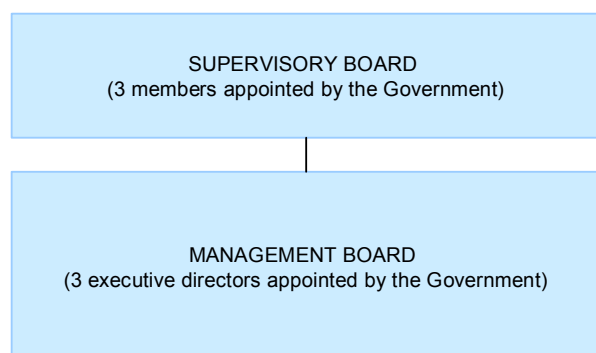 SUPERVISORY BOARD
(3 members appointed by the Government)
MANAGEMENT BOARD
(3 executive directors appointed by the Government)